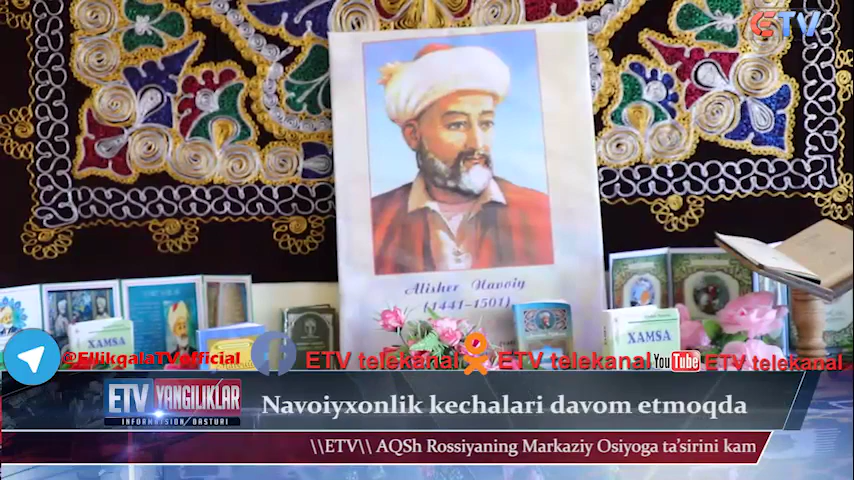 ETV
Alisher Navoiy
(1441-1501)
XAMSA
XAMSA
@EllikqalaTVofficial
ETV telekanal
ETV telekanal
YouTube
ETV telekanal
ETV YANGILIKLAR
INFORMATSION DASTURI
Navoiyxonlik kechalari davom etmoqda
\\ETV\\ AQSh Rossiyaning Markaziy Osiyoga ta'sirini kam